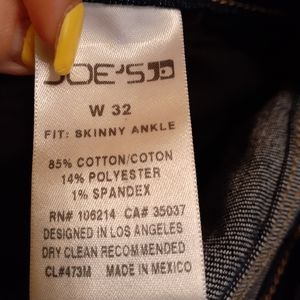 JOE'S JD
W 32
FIT: SKINNY ANKLE
85% COTTON/COTON
14% POLYESTER
1% SPANDEX
RN# 106214 CA# 35037
DESIGNED IN LOS ANGELES
DRY CLEAN RECOMMENDED
CL#473M MADE IN MEXICO